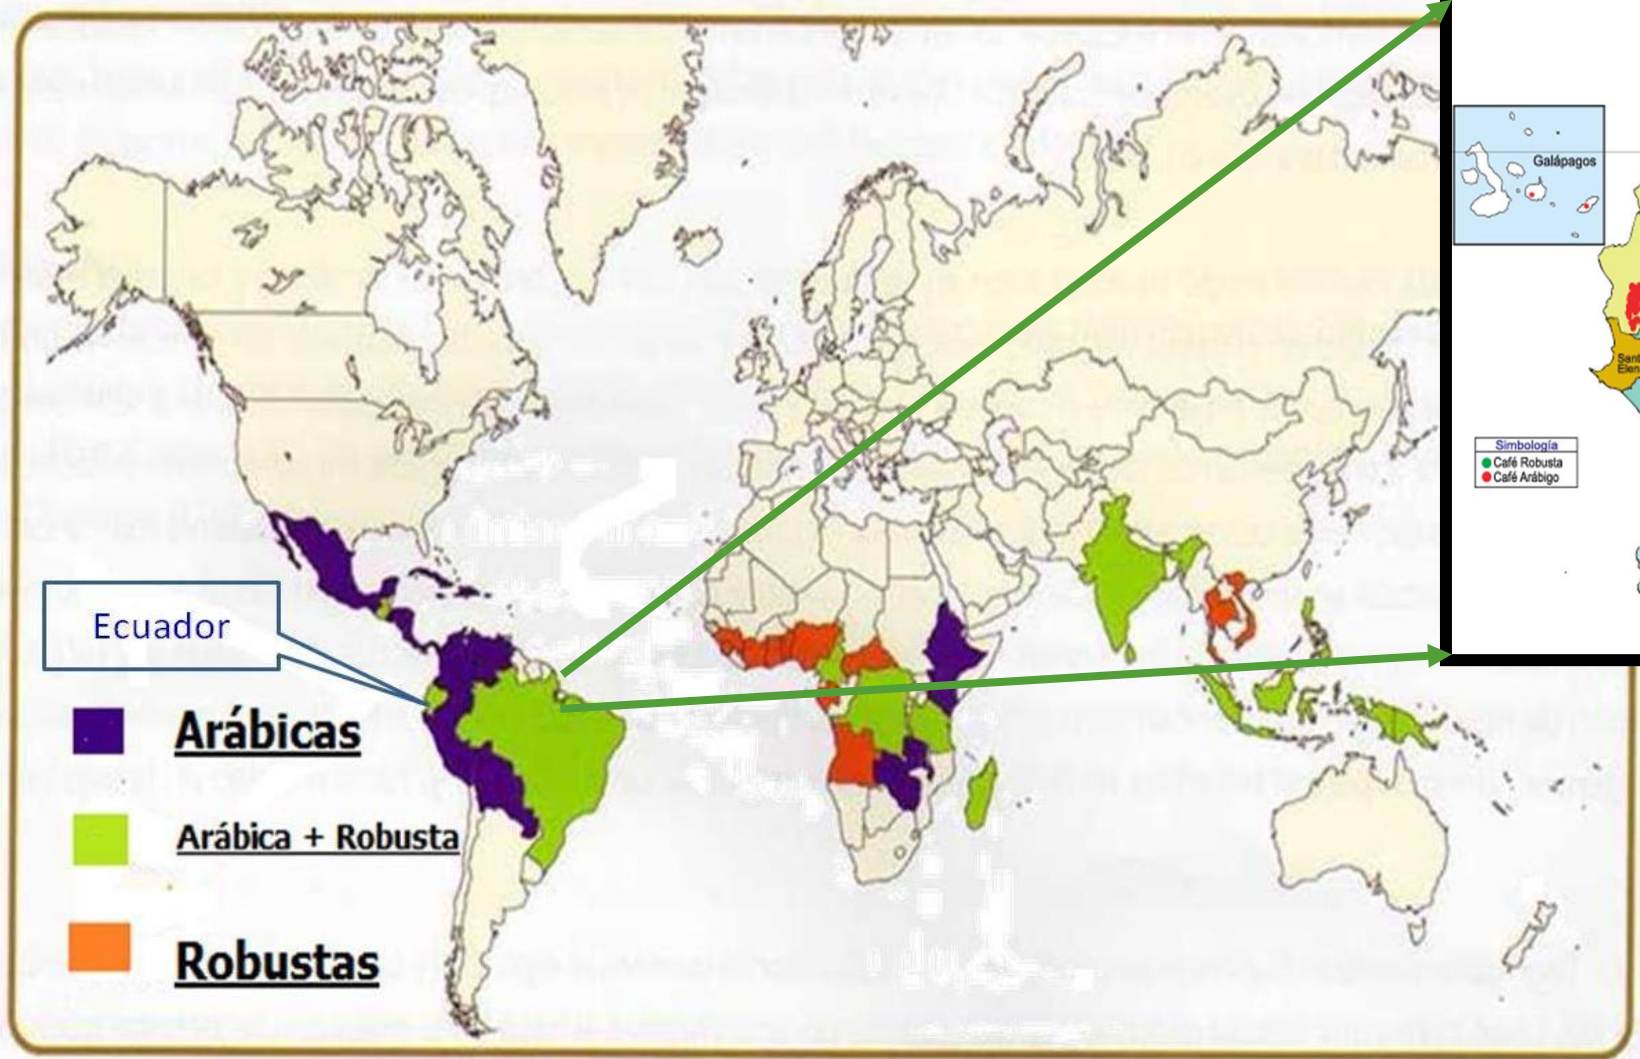 Galápagos
Simbología
Café Robusta
Café Arábigo
Ecuador
Arábicas
Arábica + Robusta
Robustas